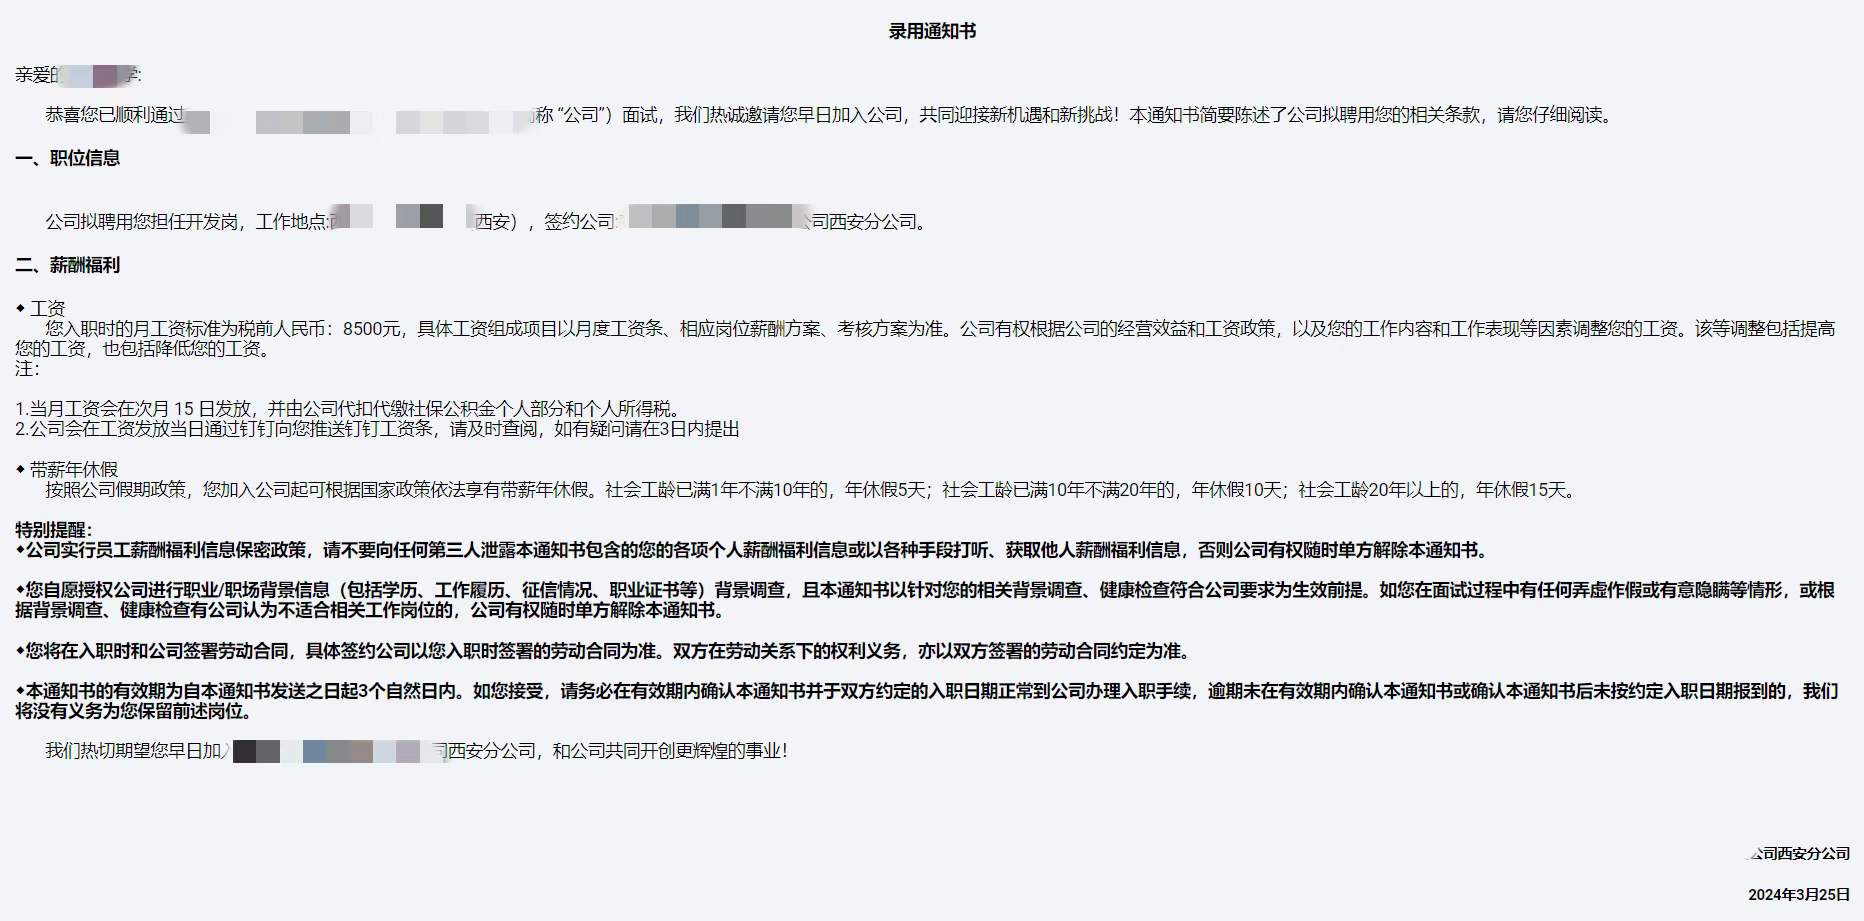 录用通知书
亲爱的 学:
恭喜您已顺利通过 称 “公司”）面试，我们热诚邀请您早日加入公司，共同迎接新机遇和新挑战！本通知书简要陈述了公司拟聘用您的相关条款，请您仔细阅读。
一、职位信息
公司拟聘用您担任开发岗，工作地点: 西安），签约公司: 公司西安分公司。
二、薪酬福利
◆ 工资
您入职时的月工资标准为税前人民币：8500元，具体工资组成项目以月度工资条、相应岗位薪酬方案、考核方案为准。公司有权根据公司的经营效益和工资政策，以及您的工作内容和工作表现等因素调整您的工资。该等调整包括提高
您的工资，也包括降低您的工资。
注：
1.当月工资会在次月 15 日发放，并由公司代扣代缴社保公积金个人部分和个人所得税。
2.公司会在工资发放当日通过钉钉向您推送钉钉工资条，请及时查阅，如有疑问请在3日内提出
◆ 带薪年休假
按照公司假期政策，您加入公司起可根据国家政策依法享有带薪年休假。社会工龄已满1年不满10年的，年休假5天；社会工龄已满10年不满20年的，年休假10天；社会工龄20年以上的，年休假15天。
特别提醒：
◆公司实行员工薪酬福利信息保密政策，请不要向任何第三人泄露本通知书包含的您的各项个人薪酬福利信息或以各种手段打听、获取他人薪酬福利信息，否则公司有权随时单方解除本通知书。
◆您自愿授权公司进行职业/职场背景信息（包括学历、工作履历、征信情况、职业证书等）背景调查，且本通知书以针对您的相关背景调查、健康检查符合公司要求为生效前提。如您在面试过程中有任何弄虚作假或有意隐瞒等情形，或根
据背景调查、健康检查有公司认为不适合相关工作岗位的，公司有权随时单方解除本通知书。
◆您将在入职时和公司签署劳动合同，具体签约公司以您入职时签署的劳动合同为准。双方在劳动关系下的权利义务，亦以双方签署的劳动合同约定为准。
◆本通知书的有效期为自本通知书发送之日起3个自然日内。如您接受，请务必在有效期内确认本通知书并于双方约定的入职日期正常到公司办理入职手续，逾期未在有效期内确认本通知书或确认本通知书后未按约定入职日期报到的，我们
将没有义务为您保留前述岗位。
我们热切期望您早日加入 司西安分公司，和公司共同开创更辉煌的事业！
公司西安分公司
2024年3月25日